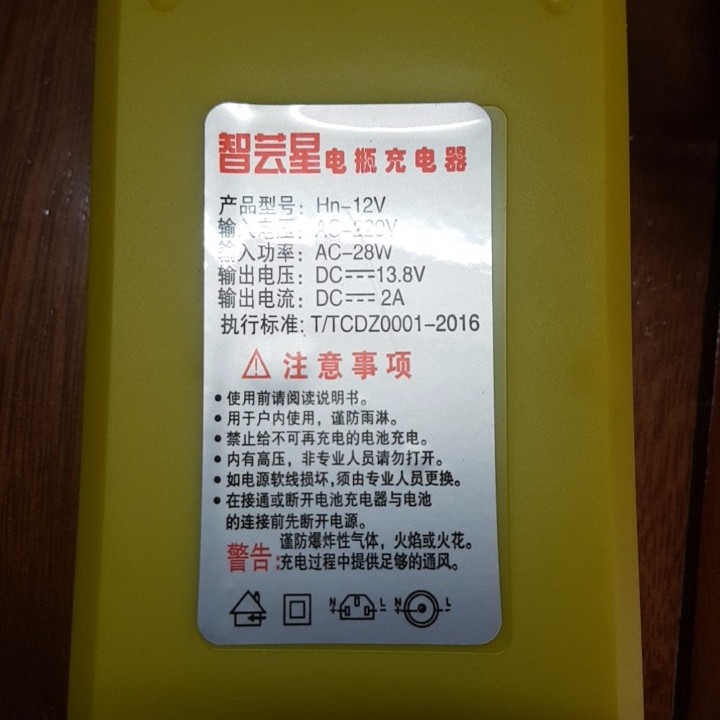 智芸星电瓶充电器
产品型号：Hn-12V
输入电压：AC-220V
输入功率：AC-28W
输出电压：DC⎓13.8V
输出电流：DC⎓2A
执行标准：T/TCDZ0001-2016
注意事项
•使用前请阅读说明书。
•用于户内使用，谨防雨淋。
•禁止给不可再充电的电池充电。
•内有高压，非专业人员请勿打开。
•如电源软线损坏，须由专业人员更换。
•在接通或断开电池充电器与电池
的连接前先断开电源。
警告：谨防爆炸性气体，火焰或火花。
充电过程中提供足够的通风。
N L N L